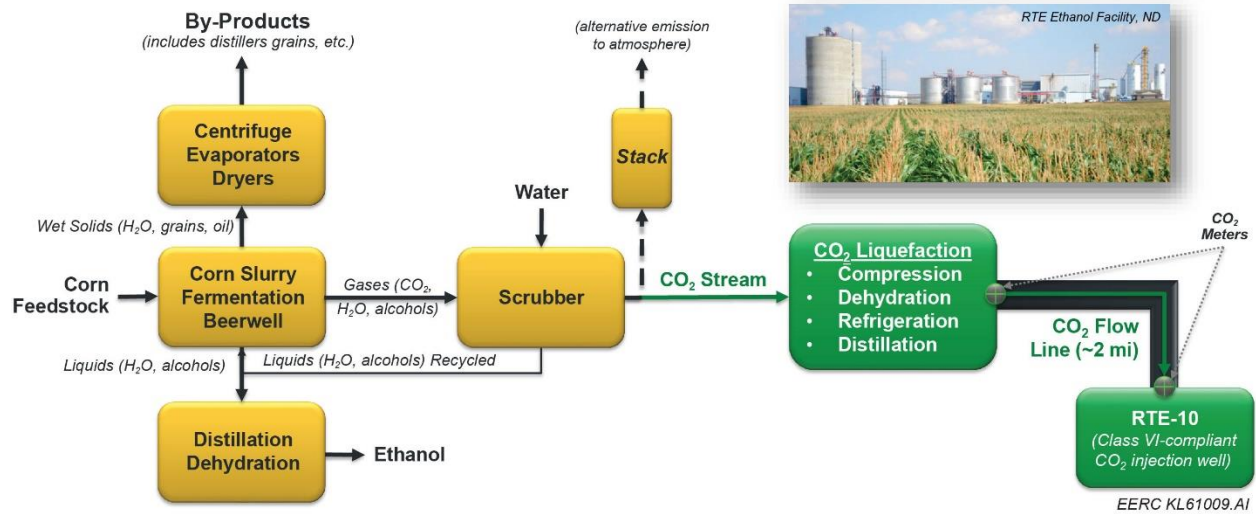 By-Products
(includes distillers grains, etc.)
(alternative emission
to atmosphere)
RTE Ethanol Facility, ND
Centrifuge
Evaporators
Dryers
Stack
Water
Wet Solids (H₂O, grains, oil)
CO₂
Meters
Corn
Feedstock
Corn Slurry
Fermentation
Beerwell
Gases (CO₂,
H₂O, alcohols)
Scrubber
CO₂ Stream
CO₂ Liquefaction
• Compression
• Dehydration
• Refrigeration
• Distillation
CO₂ Flow
Line (~2 mi)
Liquids (H₂O, alcohols)
Liquids (H₂O, alcohols) Recycled
Distillation
Dehydration
Ethanol
RTE-10
(Class VI-compliant
CO₂ injection well)
EERC KL61009.AI